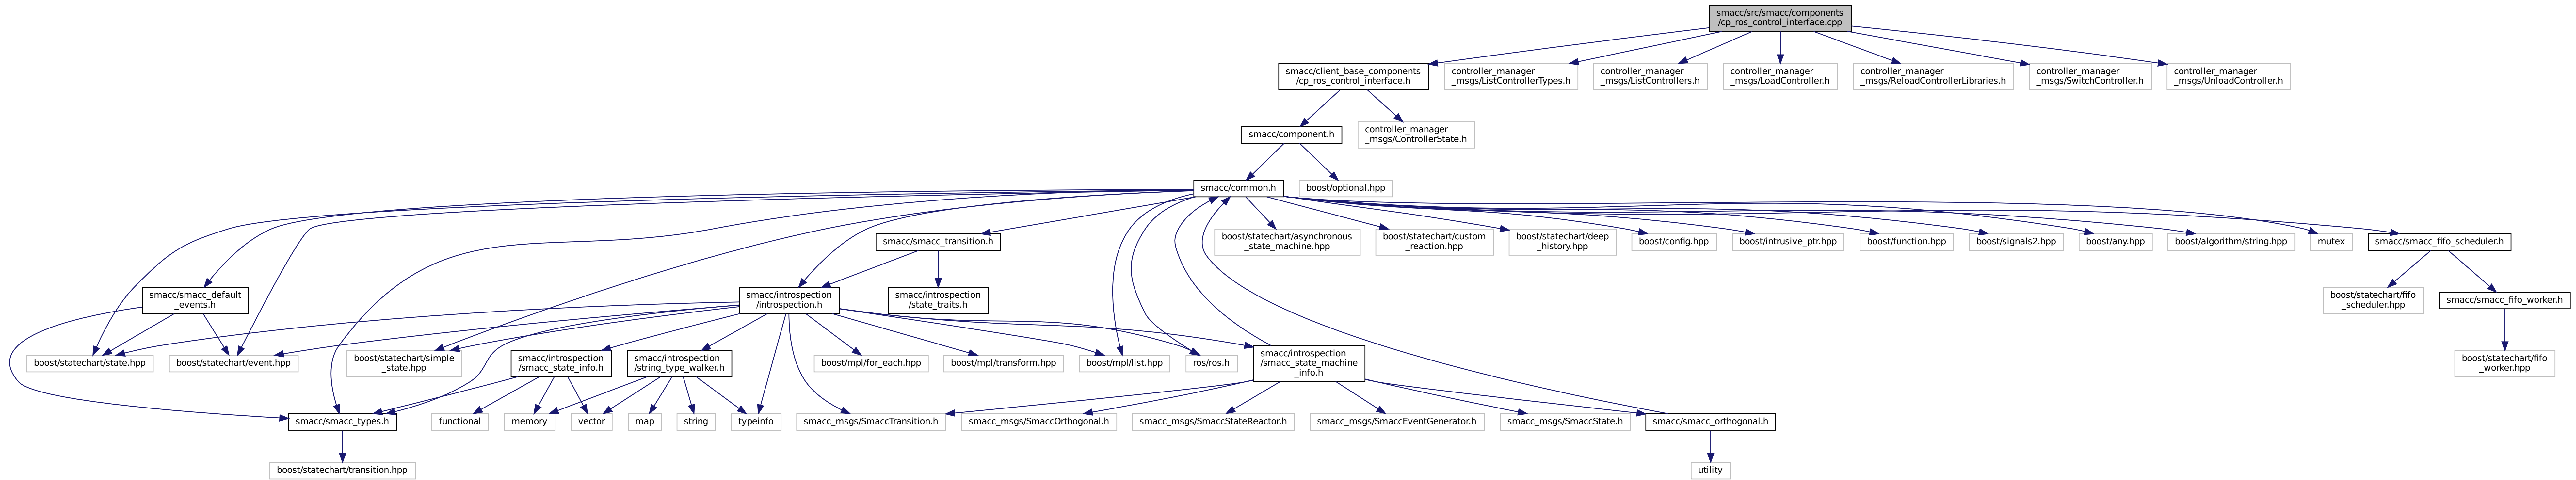 smacc/src/smacc/components
/cp_ros_control_interface.cpp
smacc/client_base_components
/cp_ros_control_interface.h
controller_manager
_msgs/ListControllerTypes.h
controller_manager
_msgs/ListControllers.h
controller_manager
_msgs/LoadController.h
controller_manager
_msgs/ReloadControllerLibraries.h
controller_manager
_msgs/SwitchController.h
controller_manager
_msgs/UnloadController.h
smacc/component.h
controller_manager
_msgs/ControllerState.h
smacc/common.h
boost/optional.hpp
smacc/smacc_transition.h
boost/statechart/asynchronous
_state_machine.hpp
boost/statechart/custom
_reaction.hpp
boost/statechart/deep
_history.hpp
boost/config.hpp
boost/intrusive_ptr.hpp
boost/function.hpp
boost/signals2.hpp
boost/any.hpp
boost/algorithm/string.hpp
mutex
smacc/smacc_fifo_scheduler.h
smacc/smacc_default
_events.h
smacc/introspection
/introspection.h
smacc/introspection
/state_traits.h
boost/statechart/fifo
_scheduler.hpp
smacc/smacc_fifo_worker.h
boost/statechart/state.hpp
boost/statechart/event.hpp
boost/statechart/simple
_state.hpp
smacc/introspection
/smacc_state_info.h
smacc/introspection
/string_type_walker.h
boost/mpl/for_each.hpp
boost/mpl/transform.hpp
boost/mpl/list.hpp
ros/ros.h
smacc/introspection
/smacc_state_machine
_info.h
boost/statechart/fifo
_worker.hpp
smacc/smacc_types.h
functional
memory
vector
map
string
typeinfo
smacc_msgs/SmaccTransition.h
smacc_msgs/SmaccOrthogonal.h
smacc_msgs/SmaccStateReactor.h
smacc_msgs/SmaccEventGenerator.h
smacc_msgs/SmaccState.h
smacc/smacc_orthogonal.h
boost/statechart/transition.hpp
utility